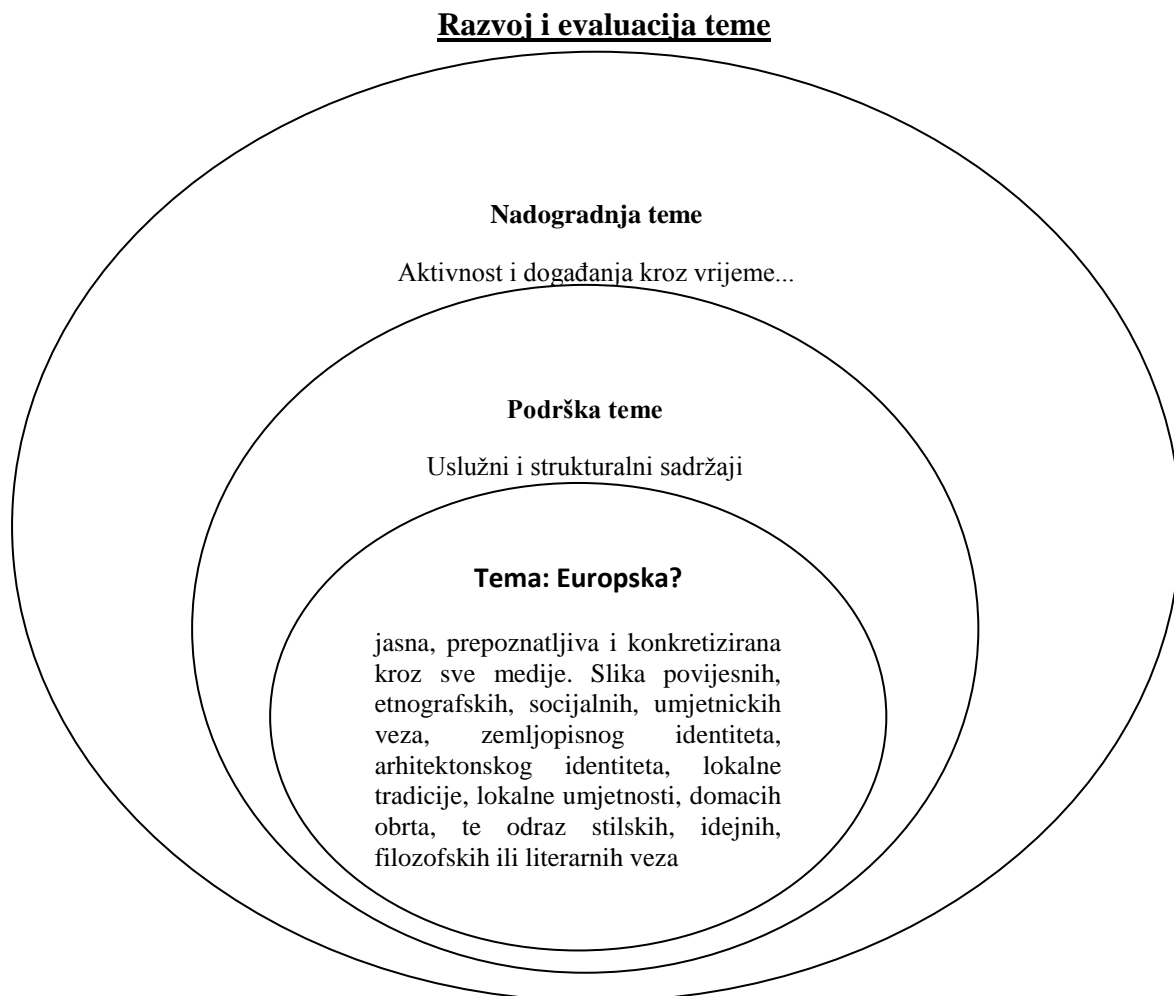 Razvoj i evaluacija teme
Nadogradnja teme
Aktivnost i događanja kroz vrijeme...
Podrška teme
Uslužni i strukturalni sadržaji
Tema: Europska?
jasna, prepoznatljiva i konkretizirana
kroz sve medije. Slika povijesnih,
etnografskih, socijalnih, umjetnickih
veza, zemljopisnog identiteta,
arhitektonskog identiteta, lokalne
tradicije, lokalne umjetnosti, domacih
obrta, te odraz stilskih, idejnih,
filozofskih ili literarnih veza